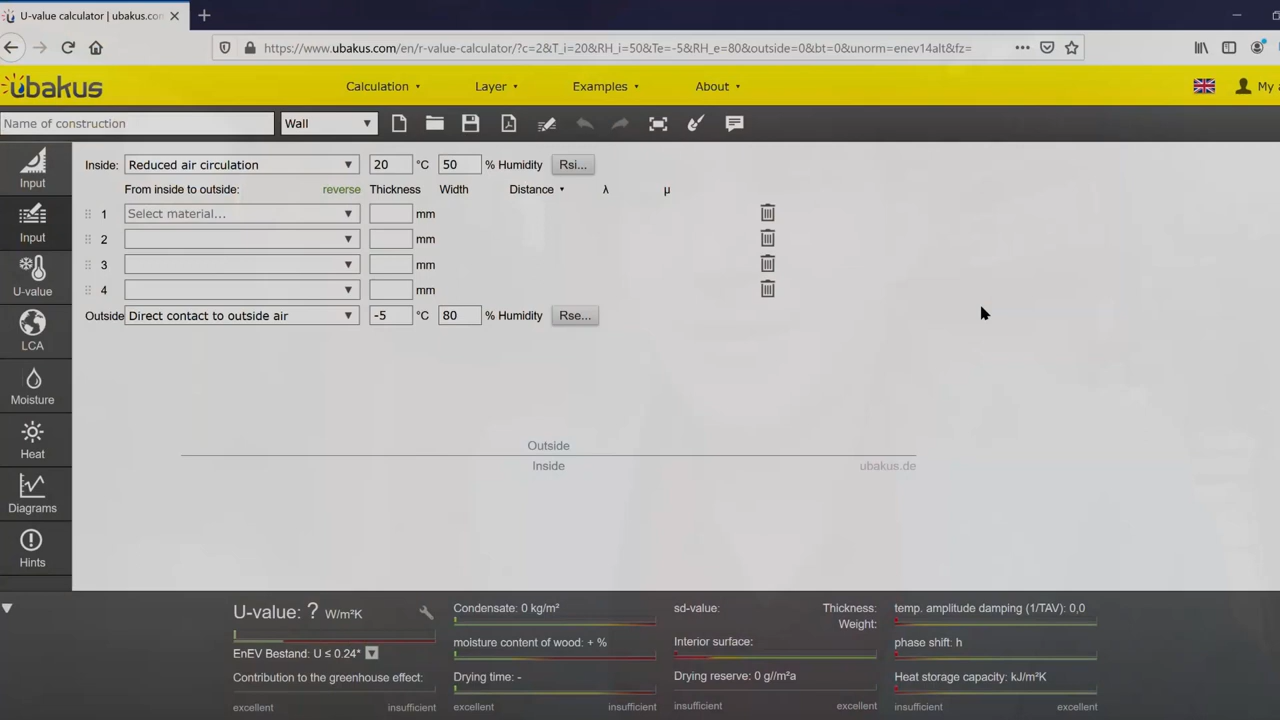 U-value calculator | ubakus.com
https://www.ubakus.com/en/r-value-calculator/?c=2&T_i=20&RH_i=50&Te=-5&RH_e=80&outside=0&bt=0&unorm=enev14alt&fz=
ubakus
Calculation
Layer
Examples
About
My
Name of construction
Wall
Input
Inside:
Reduced air circulation
20 °C
50 % Humidity
Rsi...
From inside to outside:
reverse
Thickness
Width
Distance
λ
μ
Input
1
Select material...
mm
2
mm
3
mm
4
mm
Outside
Direct contact to outside air
-5 °C
80 % Humidity
Rse...
U-value
LCA
Moisture
Heat
Diagrams
Hints
Outside
Inside
ubakus.de
U-value: ? W/m²K
EnEV Bestand: U ≤ 0.24*
Contribution to the greenhouse effect:
excellent
insufficient
Condensate: 0 kg/m²
moisture content of wood: + %
Drying time: -
excellent
insufficient
sd-value:
Thickness:
Weight:
Interior surface:
Drying reserve: 0 g//m²a
insufficient
excellent
temp. amplitude damping (1/TAV): 0,0
phase shift: h
Heat storage capacity: kJ/m²K
insufficient
excellent